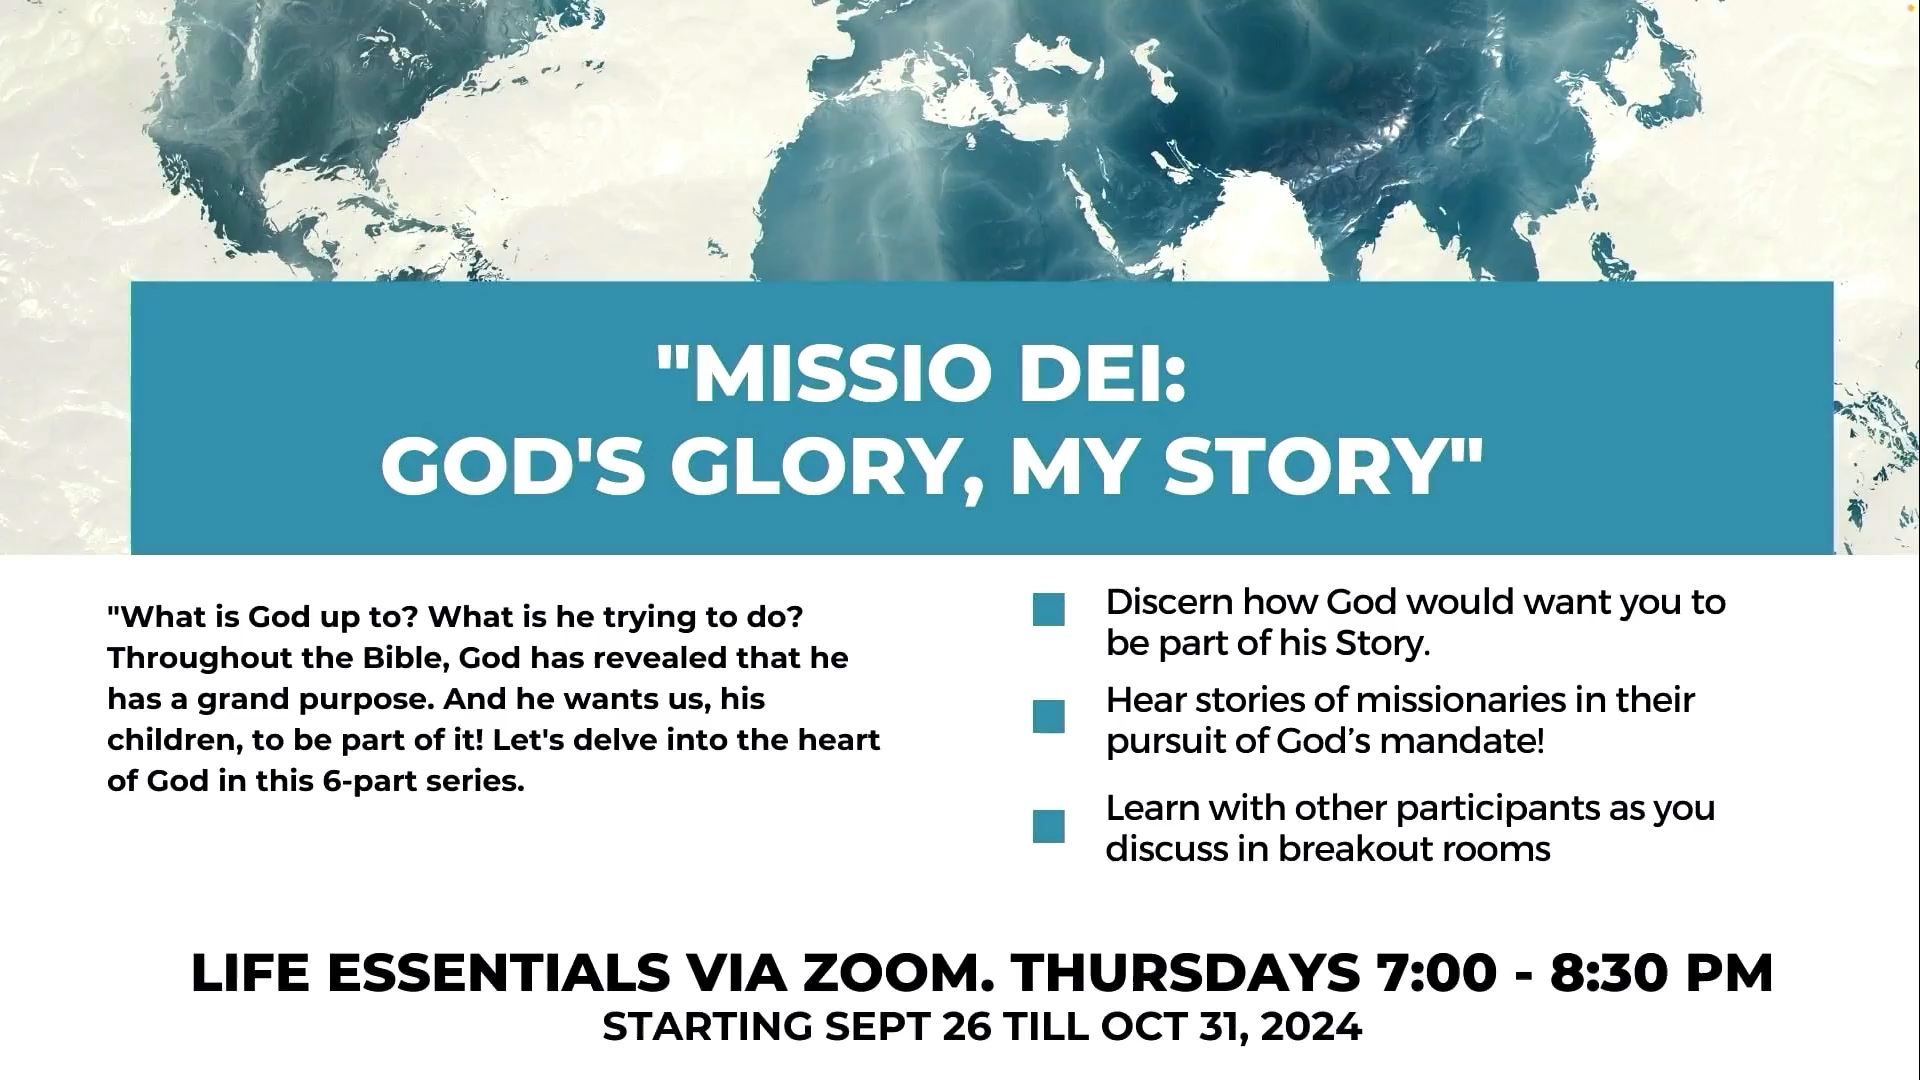 "MISSIO DEI:
GOD'S GLORY, MY STORY"
"What is God up to? What is he trying to do?
Throughout the Bible, God has revealed that he
has a grand purpose. And he wants us, his
children, to be part of it! Let's delve into the heart
of God in this 6-part series.
Discern how God would want you to
be part of his Story.
Hear stories of missionaries in their
pursuit of God’s mandate!
Learn with other participants as you
discuss in breakout rooms
LIFE ESSENTIALS VIA ZOOM. THURSDAYS 7:00 - 8:30 PM
STARTING SEPT 26 TILL OCT 31, 2024